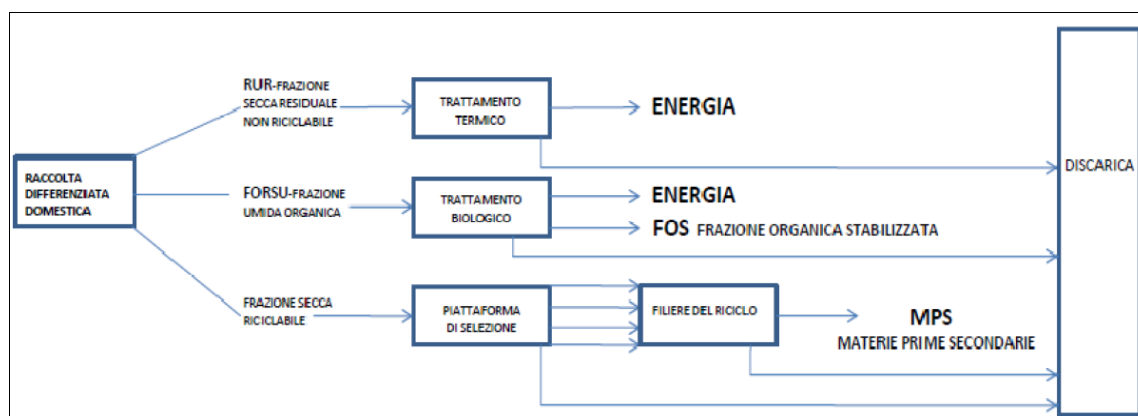 RUR-FRAZIONE
SECCA RESIDUALE
NON RICICLABILE
TRATTAMENTO
TERMICO
ENERGIA
RACCOLTA
DIFFERENZIATA
DOMESTICA
FORSU-FRAZIONE
UMIDA ORGANICA
TRATTAMENTO
BIOLOGICO
ENERGIA
FOS FRAZIONE ORGANICA STABILIZZATA
DISCARICA
FRAZIONE SECCA
RICICLABILE
PIATTAFORMA
DI SELEZIONE
FILIERE DEL RICICLO
MPS
MATERIE PRIME SECONDARIE